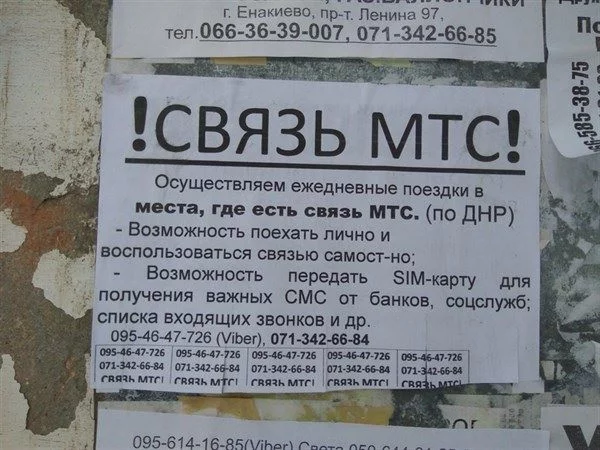 г. Енакиево, пр-т. Ленина 97,
тел.066-36-39-007, 071-342-66-85
585-38-75
!СВЯЗЬ МТС!
Осуществляем ежедневные поездки в
места, где есть связь МТС. (по ДНР)
- Возможность поехать лично и
воспользоваться связью самост-но;
- Возможность передать SIM-карту для
получения важных СМС от банков, соцслужб;
списка входящих звонков и др.
095-46-47-726 (Viber), 071-342-66-84
095-46-47-726 095-46-47-726 095-46-47-726 095-46-47-726 095-46-47-726
071-342-66-84 071-342-66-84 071-342-66-84 071-342-66-84 071-342-66-84
СВЯЗЬ МТС! СВЯЗЬ МТС! СВЯЗЬ МТС! СВЯЗЬ МТС! СВЯЗЬ МТС!
095-614-16-85(Viber) Света